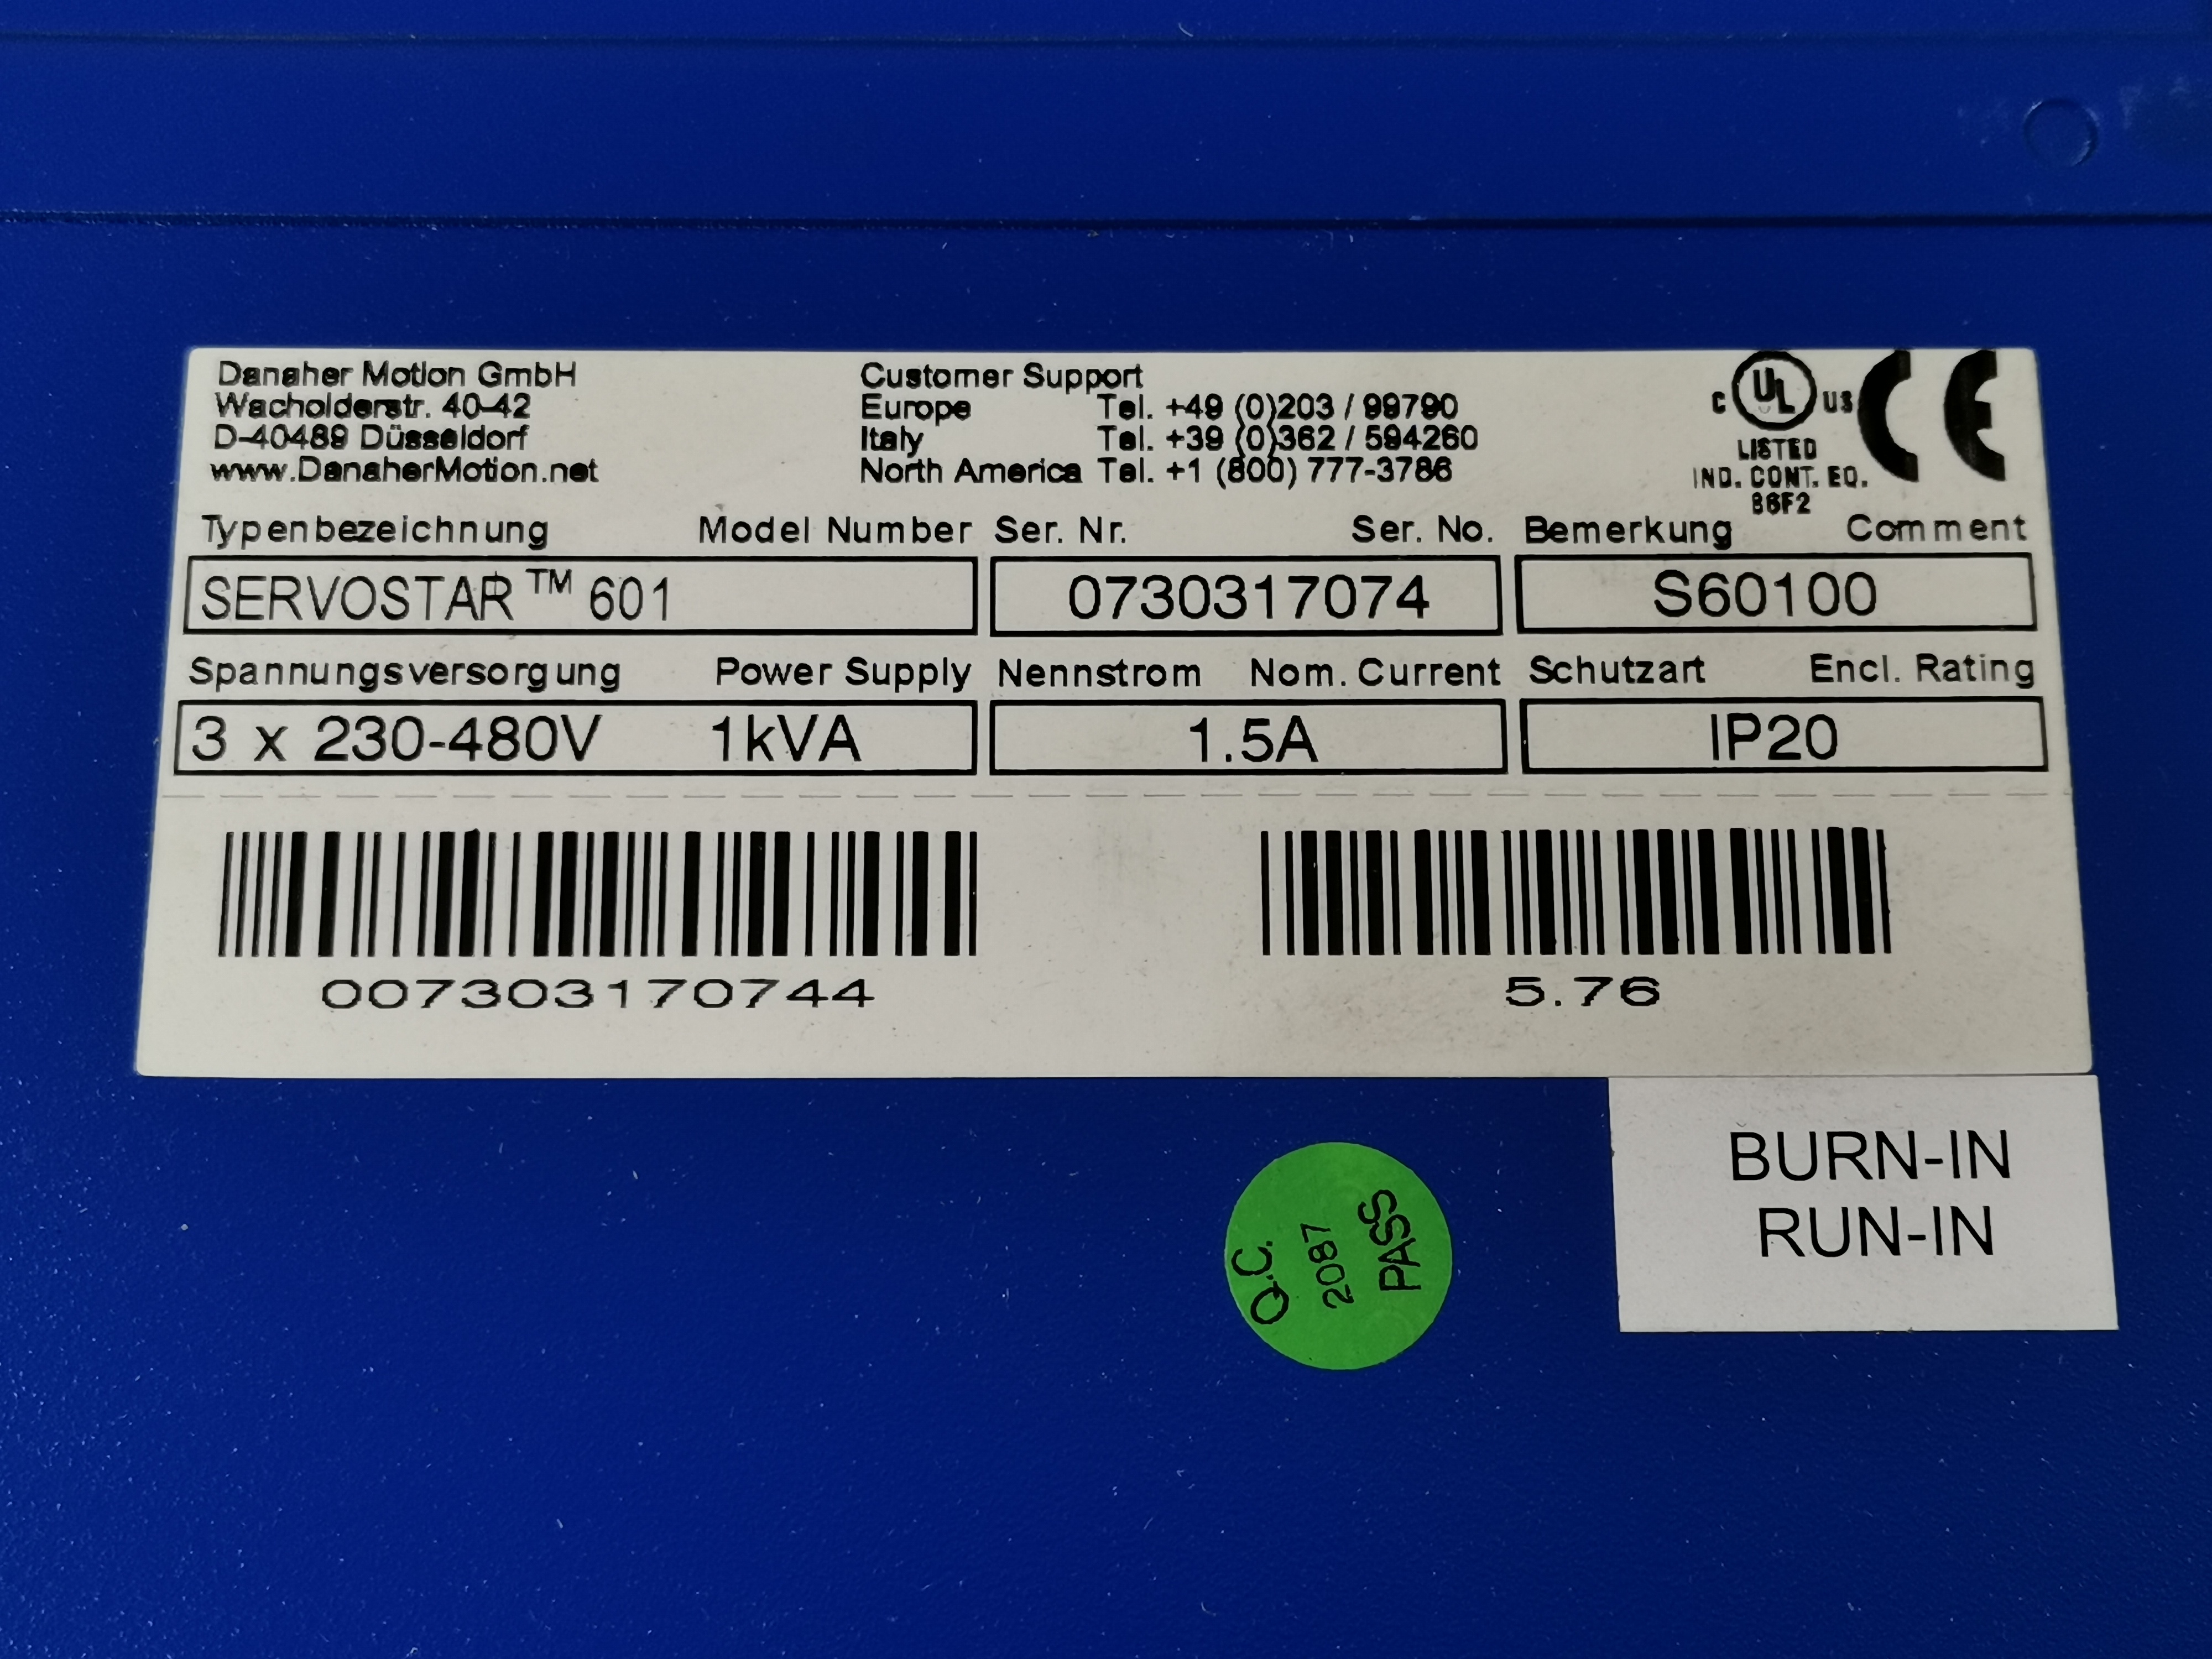 Danaher Motion GmbH
Wacholderstr. 40-42
D-40489 Düsseldorf
www.DanaherMotion.net
Customer Support
Europe Tel. +49 (0)203 / 99790
Italy Tel. +39 (0)362 / 594260
North America Tel. +1 (800) 777-3786
C UL US
LISTED
IND. CONT. EQ.
86F2
CE
Typenbezeichnung Model Number
SERVOSTAR™ 601
Ser. Nr. Ser. No.
0730317074
Bemerkung Comment
S60100
Spannungsversorgung Power Supply
3 x 230-480V 1kVA
Nennstrom Nom. Current
1.5A
Schutzart Encl. Rating
IP20
007303170744
5.76
BURN-IN
RUN-IN
Q.C.
2087
PASS